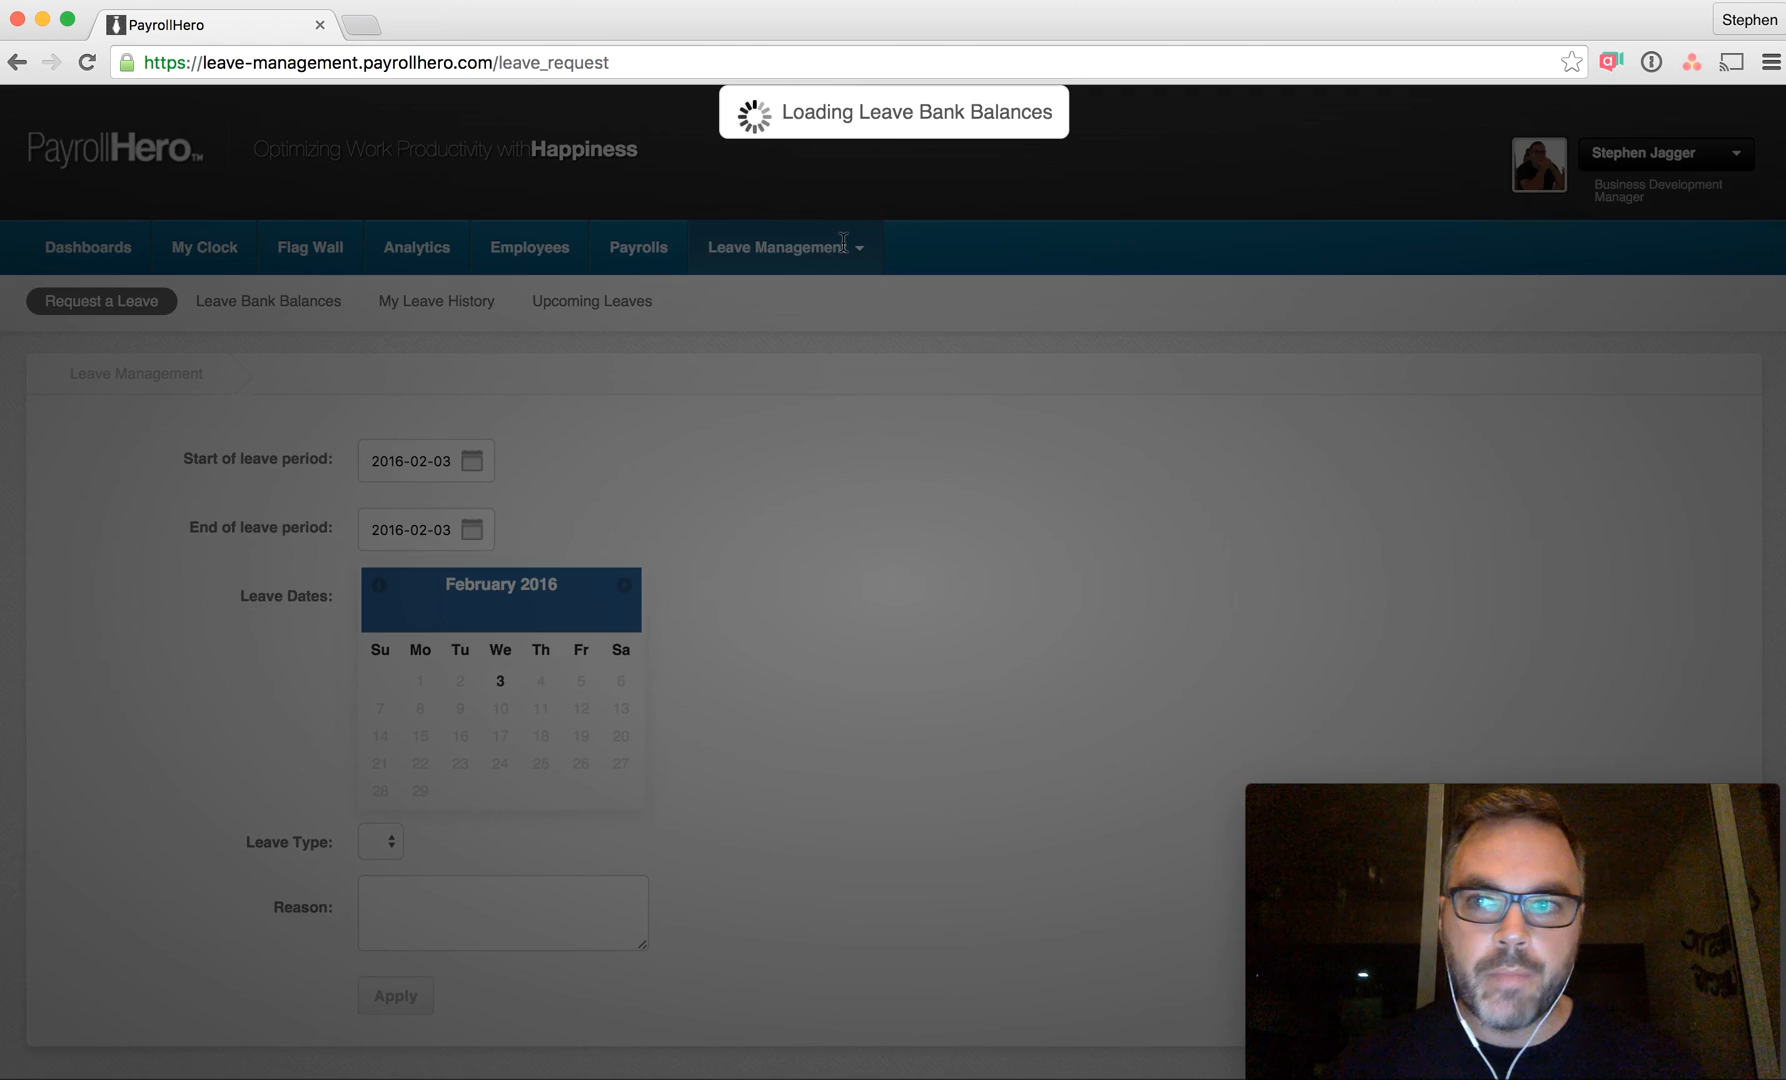 PayrollHero
Stephen
https://leave-management.payrollhero.com/leave_request
Loading Leave Bank Balances
PayrollHero™
Optimizing Work Productivity with Happiness
Stephen Jagger
Business Development
Manager
Dashboards
My Clock
Flag Wall
Analytics
Employees
Payrolls
Leave Management
Request a Leave
Leave Bank Balances
My Leave History
Upcoming Leaves
Leave Management
Start of leave period:
2016-02-03
End of leave period:
2016-02-03
Leave Dates:
February 2016
Su Mo Tu We Th Fr Sa
1 2 3 4 5 6
7 8 9 10 11 12 13
14 15 16 17 18 19 20
21 22 23 24 25 26 27
28 29
Leave Type:
Reason:
Apply